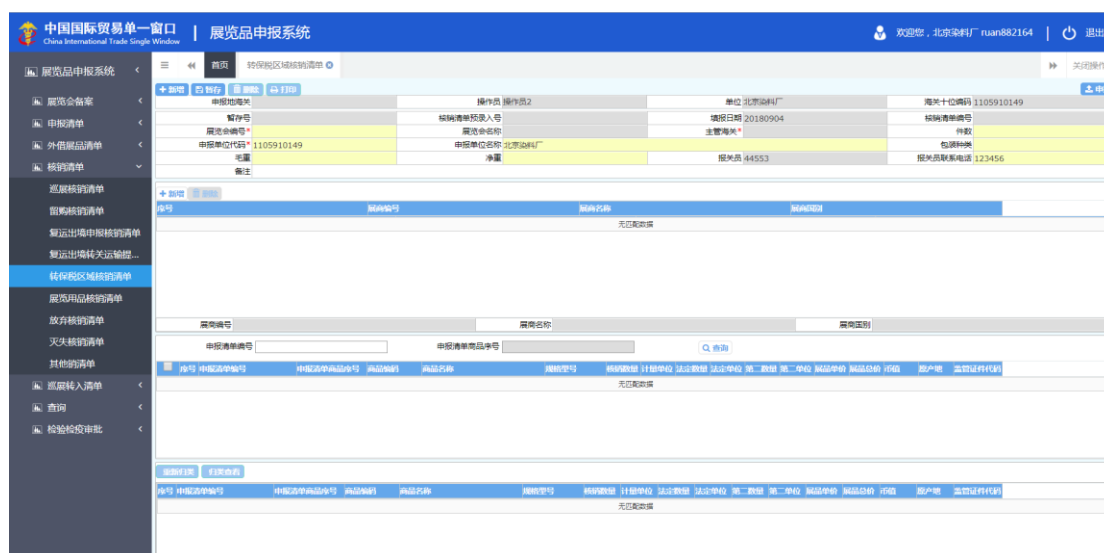 中国国际贸易单一窗口 | 展览品申报系统
China International Trade Single Window
欢迎您，北京染料厂 ruan882164 | 退出
展览品申报系统
首页 转保税区域核销清单 关闭操作
展览会备案
申报清单
外借展品清单
核销清单
巡展核销清单
留购核销清单
复运出境申报核销清单
复运出境转关运输提...
转保税区域核销清单
展览用品核销清单
放弃核销清单
灭失核销清单
其他销清单
巡展转入清单
查询
检验检疫审批
新增 暂存 删除 打印 申
申报地海关 操作员 操作员2 单位 北京染料厂 海关十位编码 1105910149
暂存号 核销清单预录入号 填报日期 20180904 核销清单编号
展览会编号* 展览会名称 主管海关* 件数
申报单位代码* 1105910149 申报单位名称 北京染料厂 包装种类
毛重 净重 报关员 44553 报关员联系电话 123456
备注
新增 删除
序号 展商编号 展商名称 展商国别
无匹配数据
展商编号 展商名称 展商国别
申报清单编号 申报清单商品序号 查询
序号 申报清单编号 申报清单商品序号 商品编码 商品名称 规格型号 核销数量 计量单位 法定数量 法定单位 第二数量 第二单位 展品单价 展品总价 币值 原产地 监管证件代码
无匹配数据
重新归类 归类查看
序号 申报清单编号 申报清单商品序号 商品编码 商品名称 规格型号 核销数量 计量单位 法定数量 法定单位 第二数量 第二单位 展品单价 展品总价 币值 原产地 监管证件代码
无匹配数据